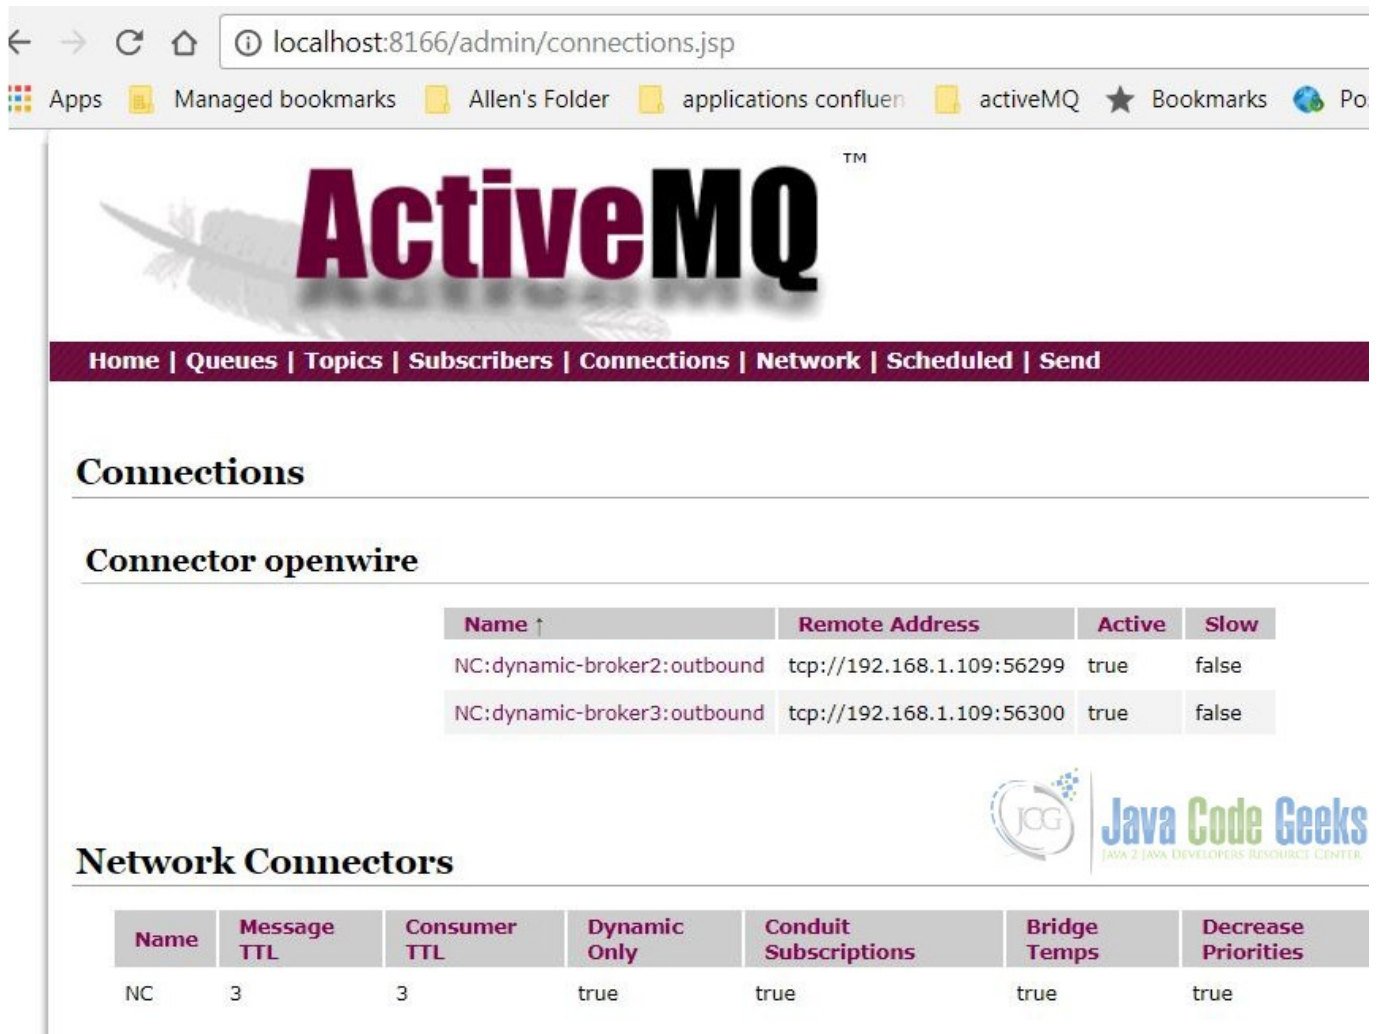 localhost:8166/admin/connections.jsp
Apps Managed bookmarks Allen's Folder applications confluen activeMQ Bookmarks Po
ActiveMQ ™
Home | Queues | Topics | Subscribers | Connections | Network | Scheduled | Send
Connections
Connector openwire
Name ↑ Remote Address Active Slow
NC:dynamic-broker2:outbound tcp://192.168.1.109:56299 true false
NC:dynamic-broker3:outbound tcp://192.168.1.109:56300 true false
JCG Java Code Geeks
JAVA 2 JAVA DEVELOPERS RESOURCE CENTER
Network Connectors
Name Message TTL Consumer TTL Dynamic Only Conduit Subscriptions Bridge Temps Decrease Priorities
NC 3 3 true true true true